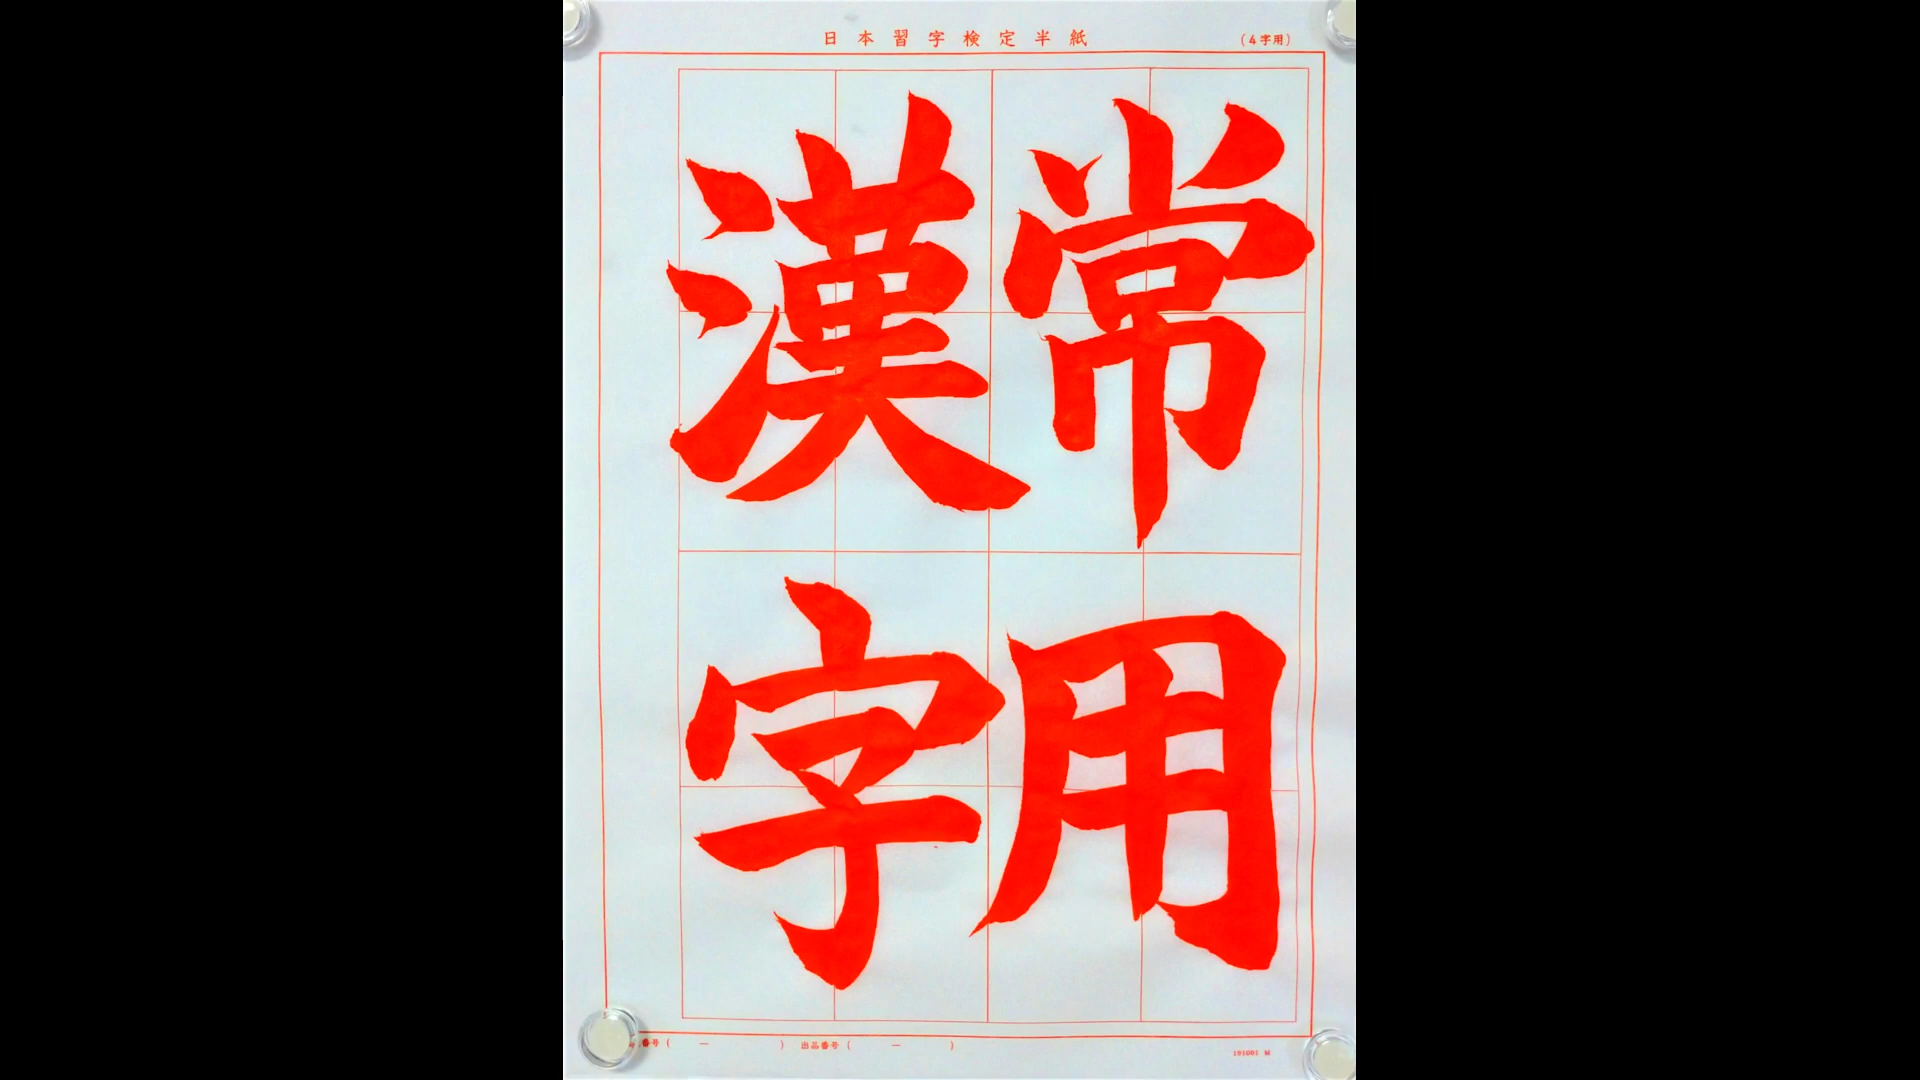 日本習字検定半紙
(4字用)
常用
漢字
番号( ー ) 出品番号( ー )
191001 M